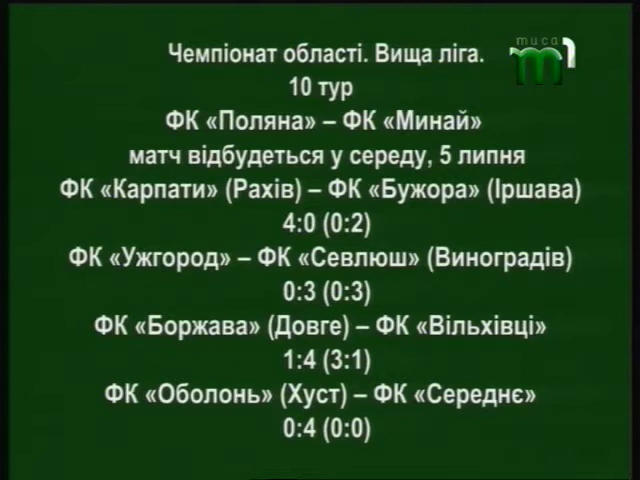 тиса
1
Чемпіонат області. Вища ліга.
10 тур
ФК «Поляна» – ФК «Минай»
матч відбудеться у середу, 5 липня
ФК «Карпати» (Рахів) – ФК «Бужора» (Іршава)
4:0 (0:2)
ФК «Ужгород» – ФК «Севлюш» (Виноградів)
0:3 (0:3)
ФК «Боржава» (Довге) – ФК «Вільхівці»
1:4 (3:1)
ФК «Оболонь» (Хуст) – ФК «Середнє»
0:4 (0:0)